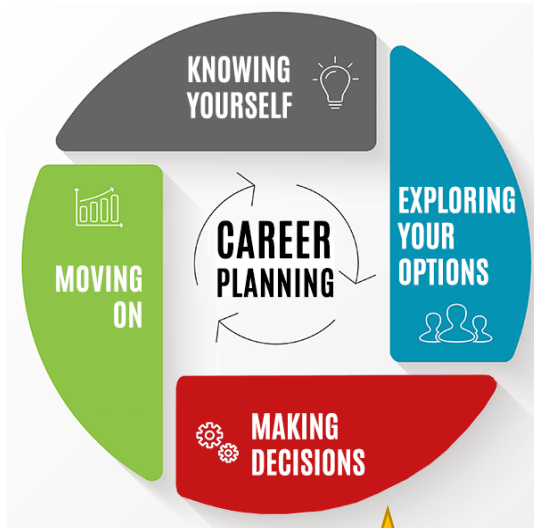 KNOWING
YOURSELF
EXPLORING
YOUR
OPTIONS
CAREER
PLANNING
MOVING
ON
MAKING
DECISIONS